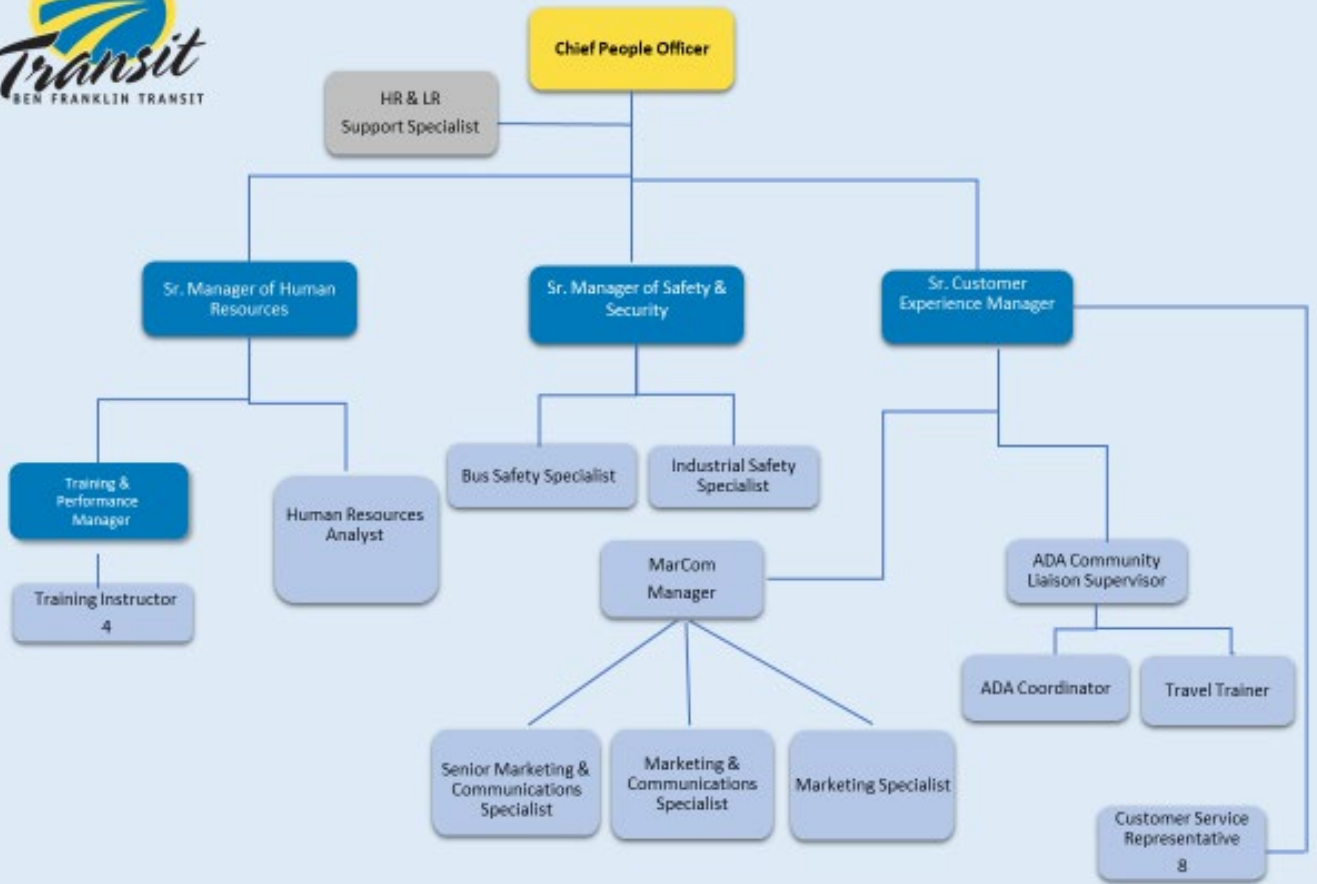 Transit
BEN FRANKLIN TRANSIT
Chief People Officer
HR & LR
Support Specialist
Sr. Manager of Human
Resources
Sr. Manager of Safety &
Security
Sr. Customer
Experience Manager
Training &
Performance
Manager
Human Resources
Analyst
Bus Safety Specialist
Industrial Safety
Specialist
Training Instructor
4
MarCom
Manager
ADA Community
Liaison Supervisor
ADA Coordinator
Travel Trainer
Senior Marketing &
Communications
Specialist
Marketing &
Communications
Specialist
Marketing Specialist
Customer Service
Representative
8